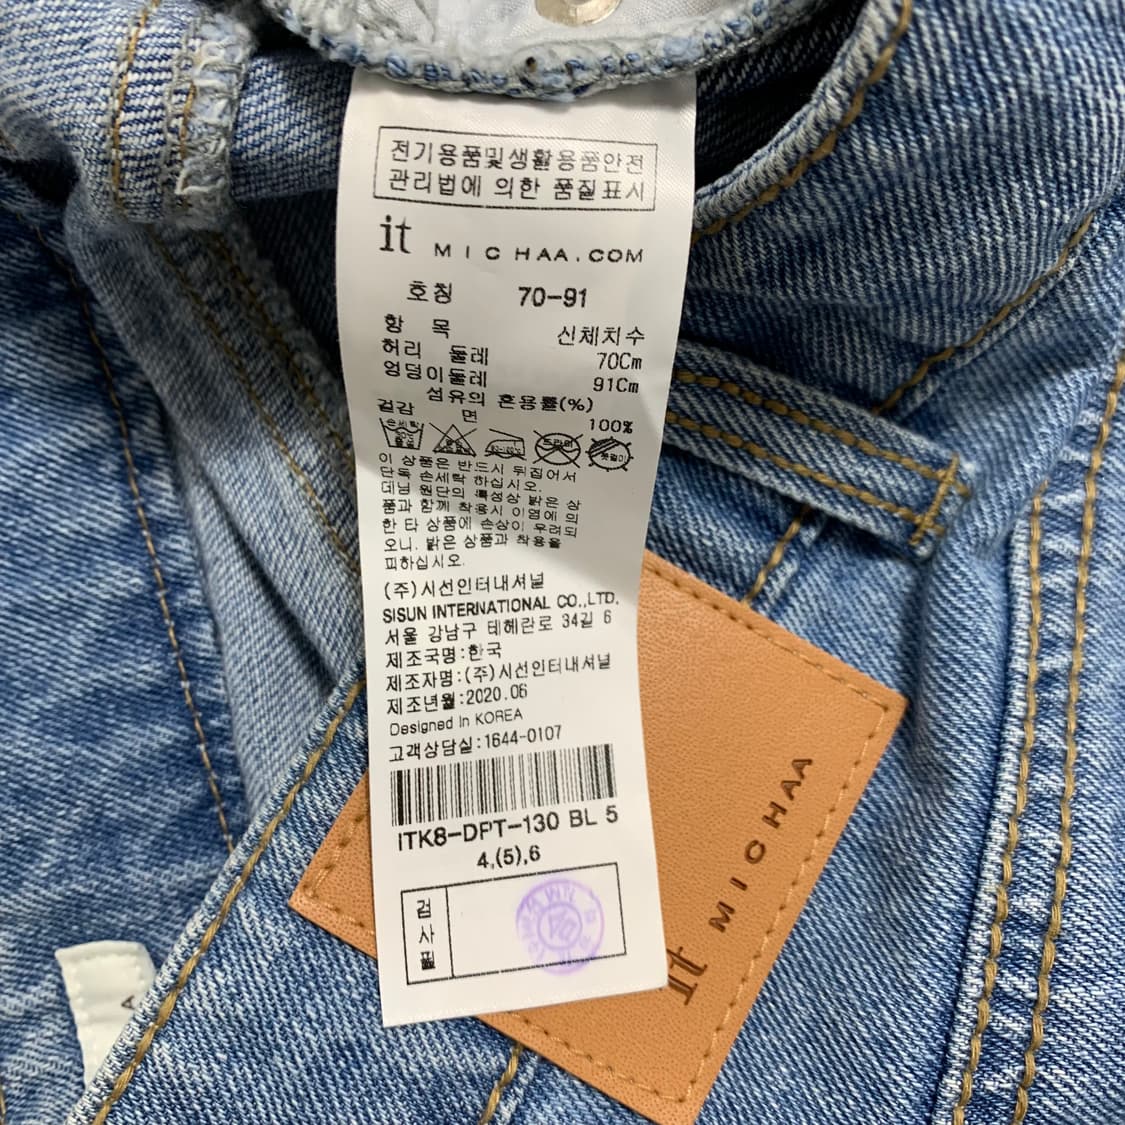 전기용품및생활용품안전
관리법에 의한 품질표시
it MICHAA.COM
호칭 70-91
항 목 신체치수
허리 둘레 70Cm
엉덩이둘레 91Cm
섬유의 혼용률(%)
겉감 면 100%
이 상품은 반드시 뒤집어서
단독 손세탁 하십시오.
데님 원단의 특성상 밝은 상
품과 함께 착용시 이염에 의
한 타 상품에 손상이 우려되
오니, 밝은 상품과 착용을
피하십시오.
(주)시선인터내셔널
SISUN INTERNATIONAL CO.,LTD.
서울 강남구 테헤란로 34길 6
제조국명:한국
제조자명:(주)시선인터내셔널
제조년월:2020.06
Designed In KOREA
고객상담실:1644-0107
ITK8-DPT-130 BL 5
4,(5),6
검
사
필
it MICHAA
A